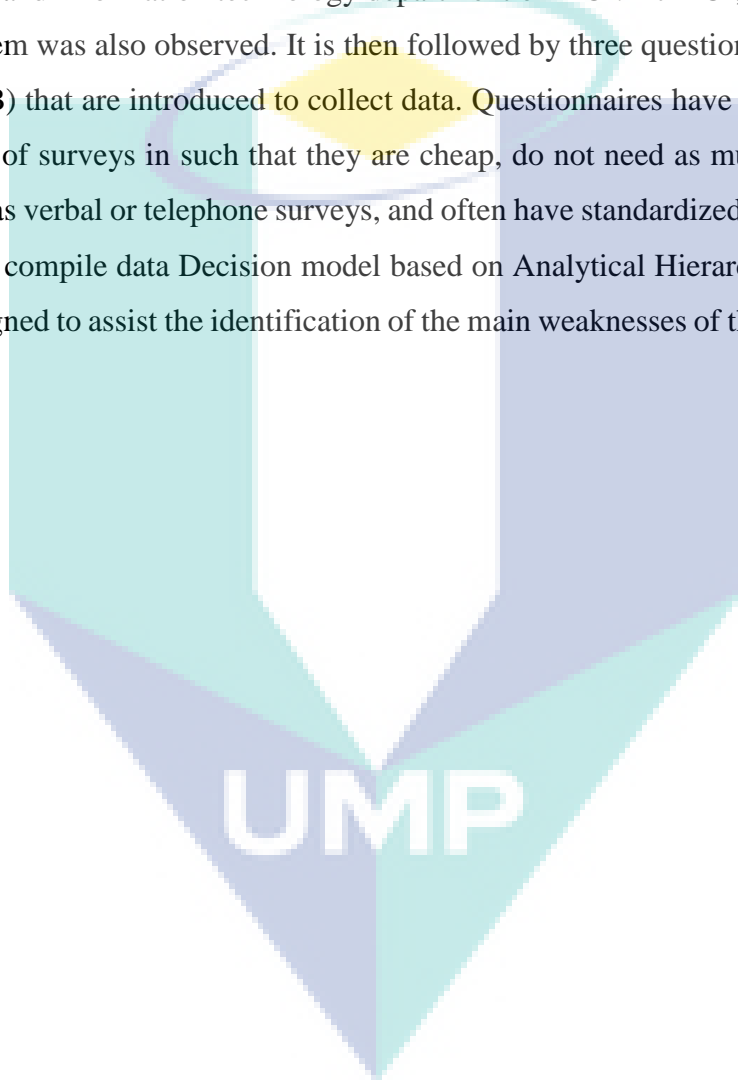 em was also observed. It is then followed by three question
3) that are introduced to collect data. Questionnaires have
of surveys in such that they are cheap, do not need as mu
as verbal or telephone surveys, and often have standardized
compile data Decision model based on Analytical Hierarc
gned to assist the identification of the main weaknesses of th
UMP